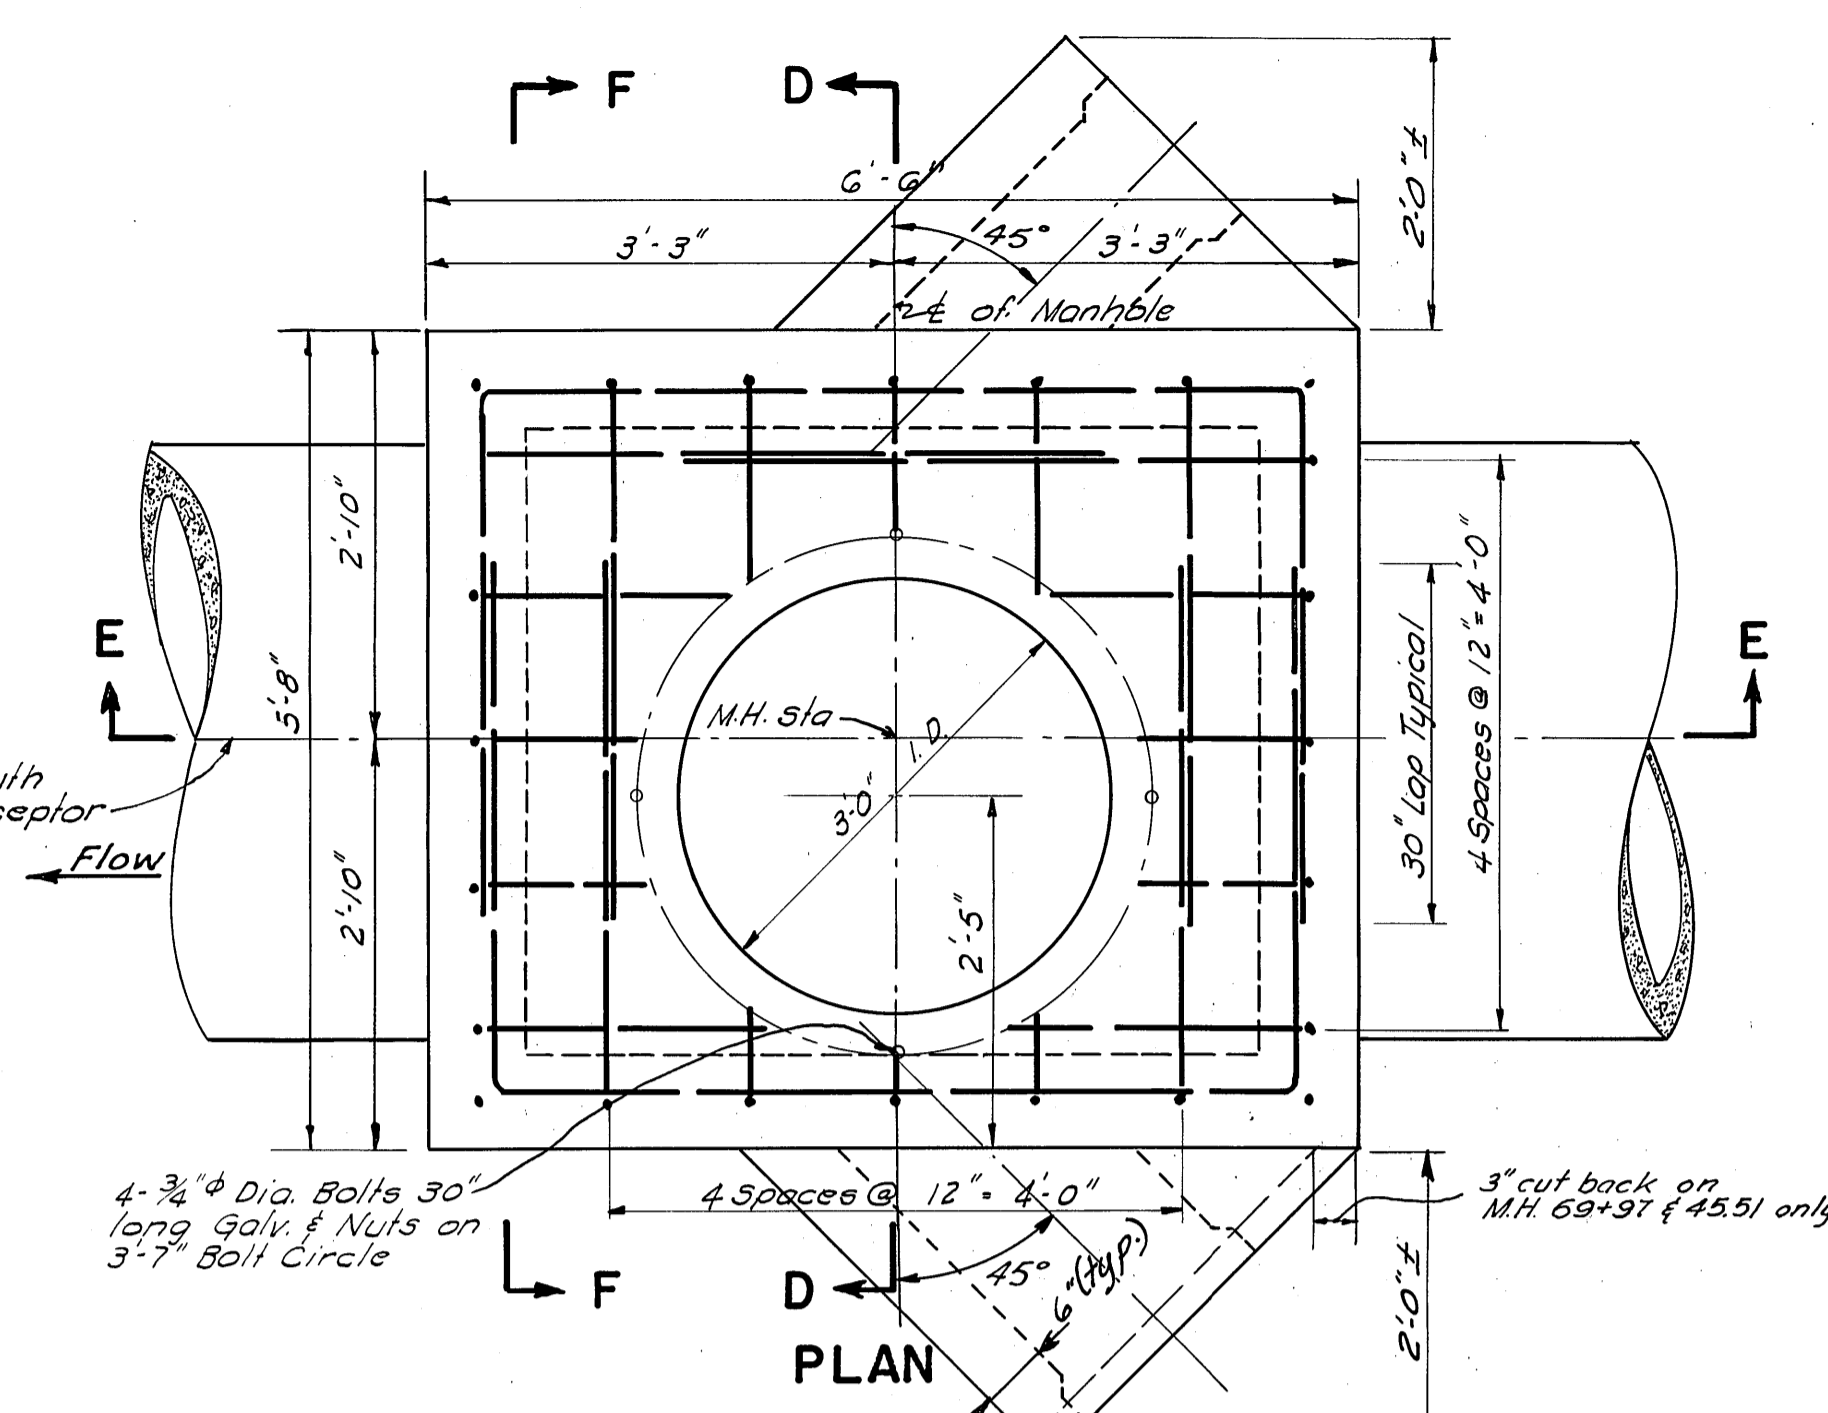 F
D
6'-6"
3'-3"
45°
3'-3"
2'-0" ±
℄ of Manhole
2'-10"
5'-8"
2'-10"
E
E
M.H. Sta
3'-0" I.D.
2'-5"
30" Lap Typical
4 Spaces @ 12" = 4'-0"
Flow
4- ¾"ϕ Dia. Bolts 30"
long Galv. & Nuts on
3'-7" Bolt Circle
4 Spaces @ 12" = 4'-0"
3" cut back on
M.H. 69+97 & 45.51 only
F
D
45°
6" (typ.)
2'-0" ±
PLAN